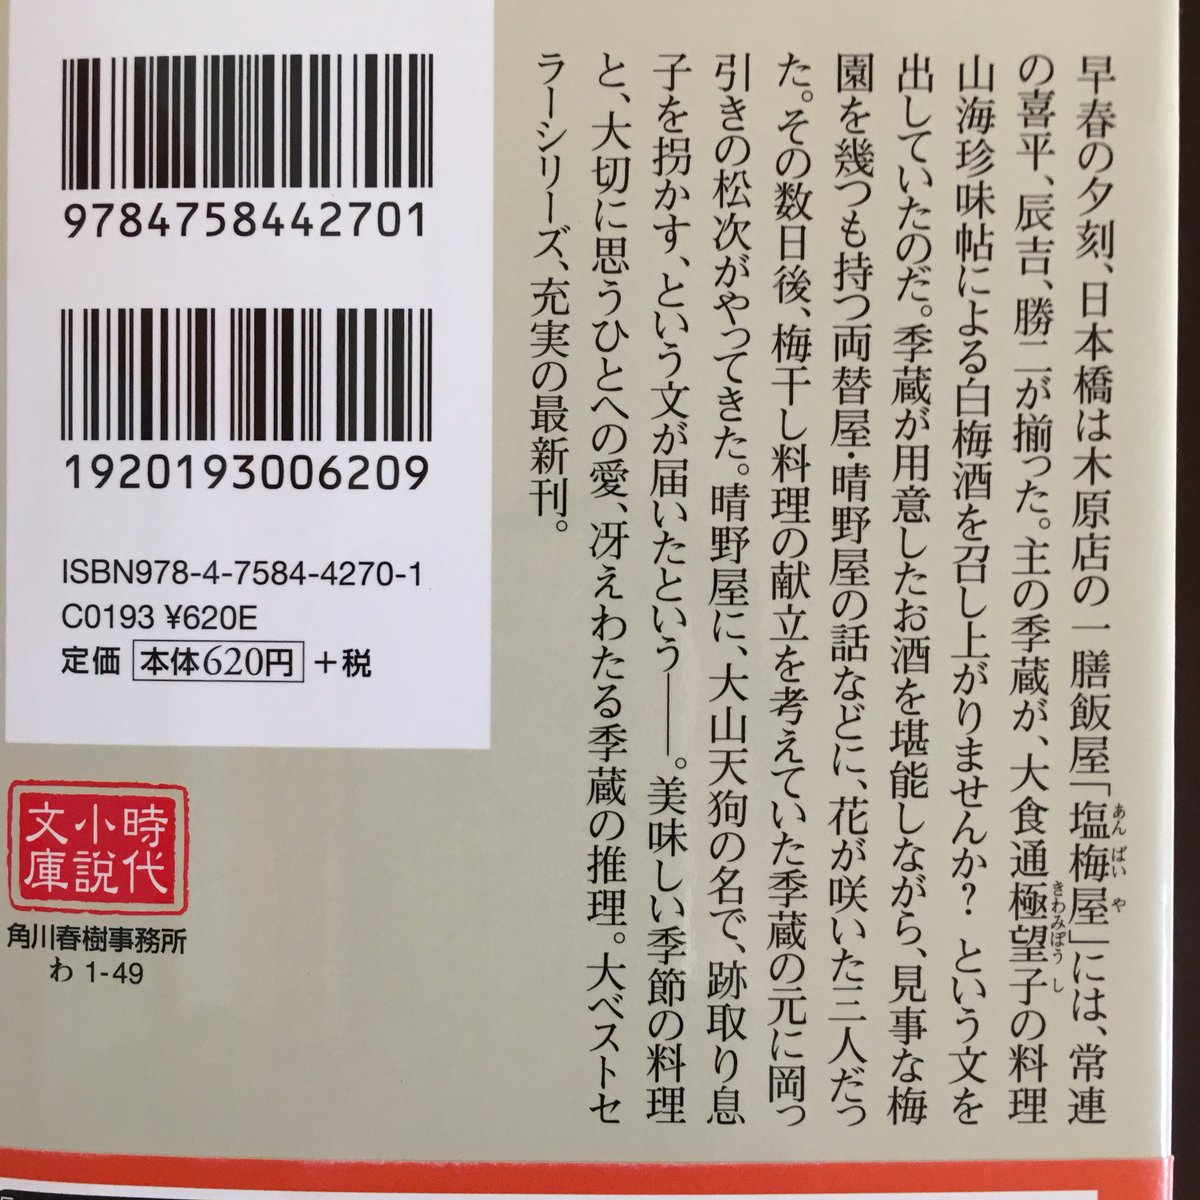 早春の夕刻、日本橋は木原店の一膳飯屋「塩梅屋」には、常連
あんばいや
の喜平、辰吉、勝二が揃った。主の季蔵が、大食通極望子の料理
きわみぼうし
山海珍味帖による白梅酒を召し上がりませんか？という文を
出していたのだ。季蔵が用意したお酒を堪能しながら、見事な梅
園を幾つも持つ両替屋・晴野屋の話などに、花が咲いた三人だっ
た。その数日後、梅干し料理の献立を考えていた季蔵の元に岡っ
引きの松次がやってきた。晴野屋に、大山天狗の名で、跡取り息
子を拐かす、という文が届いたという――。美味しい季節の料理
と、大切に思うひとへの愛、冴えわたる季蔵の推理。大ベストセ
ラーシリーズ、充実の最新刊。
9784758442701
1920193006209
ISBN978-4-7584-4270-1
C0193 ¥620E
定価 本体620円 +税
時代
小説
文庫
角川春樹事務所
わ 1-49